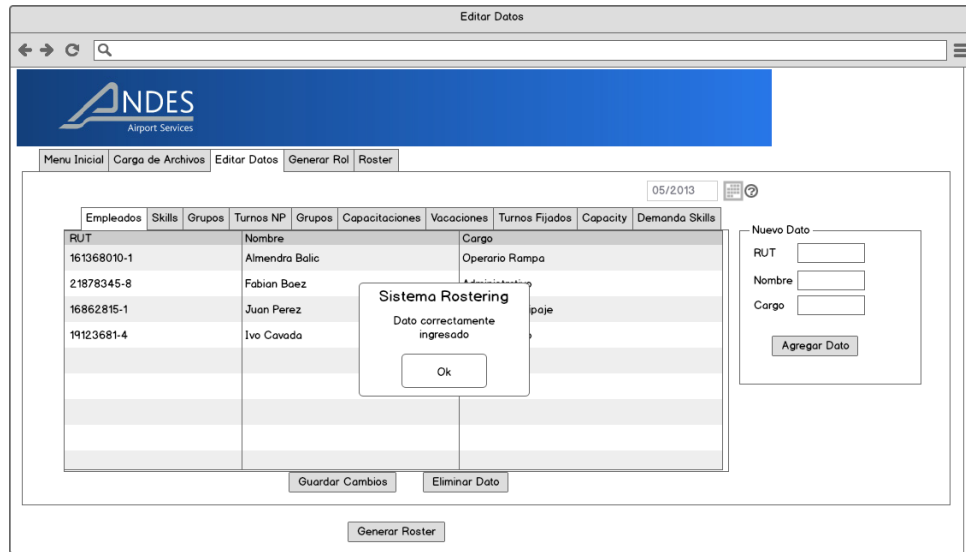 Editar Datos
ANDES
Airport Services
Menu Inicial Carga de Archivos Editar Datos Generar Rol Roster
05/2013
Empleados Skills Grupos Turnos NP Grupos Capacitaciones Vacaciones Turnos Fijados Capacity Demanda Skills
RUT Nombre Cargo
161368010-1 Almendra Balic Operario Rampa
21878345-8 Fabian Baez
16862815-1 Juan Perez
19123681-4 Ivo Cavada
Sistema Rostering
Dato correctamente
ingresado
Ok
Nuevo Dato
RUT
Nombre
Cargo
Agregar Dato
Guardar Cambios Eliminar Dato
Generar Roster